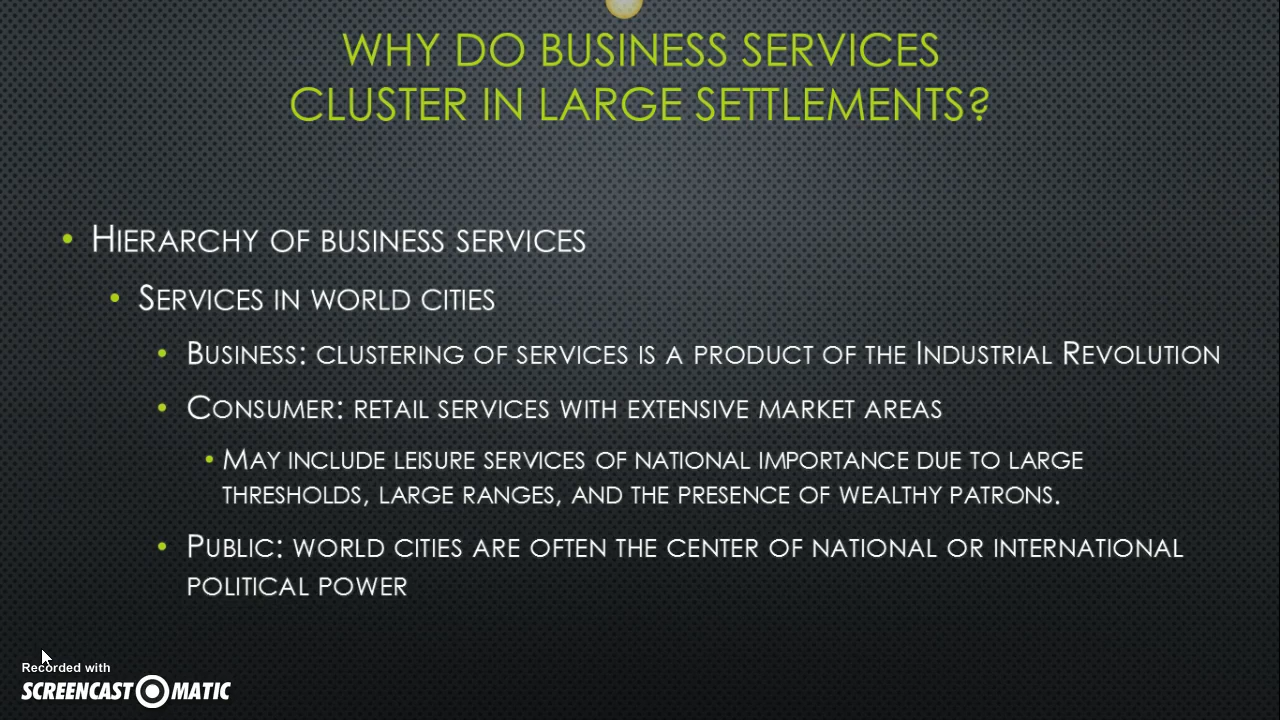 WHY DO BUSINESS SERVICES
CLUSTER IN LARGE SETTLEMENTS?
• HIERARCHY OF BUSINESS SERVICES
• SERVICES IN WORLD CITIES
• BUSINESS: CLUSTERING OF SERVICES IS A PRODUCT OF THE INDUSTRIAL REVOLUTION
• CONSUMER: RETAIL SERVICES WITH EXTENSIVE MARKET AREAS
• MAY INCLUDE LEISURE SERVICES OF NATIONAL IMPORTANCE DUE TO LARGE
THRESHOLDS, LARGE RANGES, AND THE PRESENCE OF WEALTHY PATRONS.
• PUBLIC: WORLD CITIES ARE OFTEN THE CENTER OF NATIONAL OR INTERNATIONAL
POLITICAL POWER
Recorded with
SCREENCAST MATIC